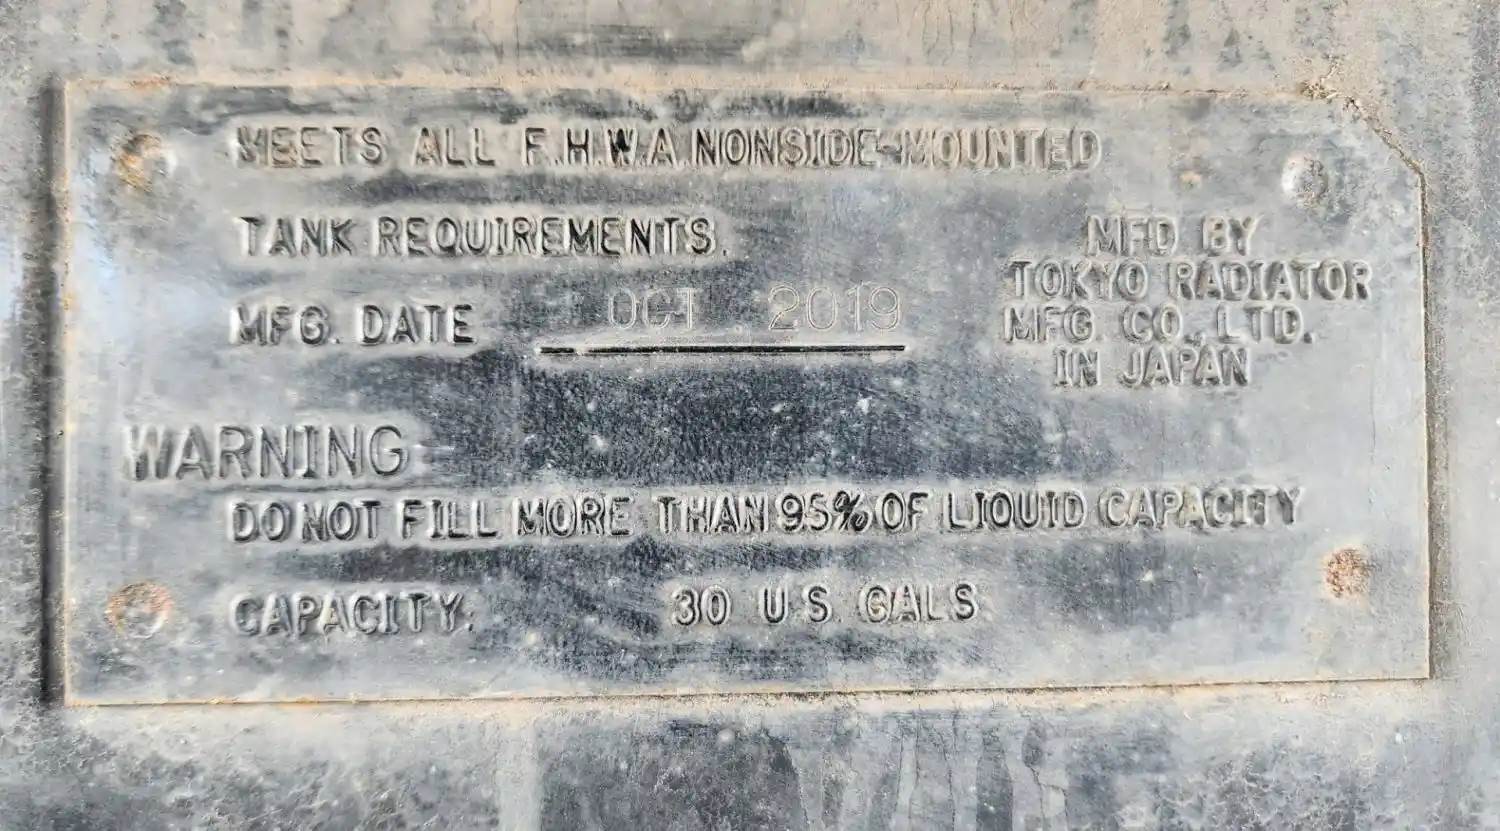 MEETS ALL F.H.W.A. NONSIDE-MOUNTED
TANK REQUIREMENTS.
MFG. DATE OCT . 2019
MFD BY
TOKYO RADIATOR
MFG. CO., LTD.
IN JAPAN
WARNING
DO NOT FILL MORE THAN 95% OF LIQUID CAPACITY
CAPACITY: 30 U.S. GALS